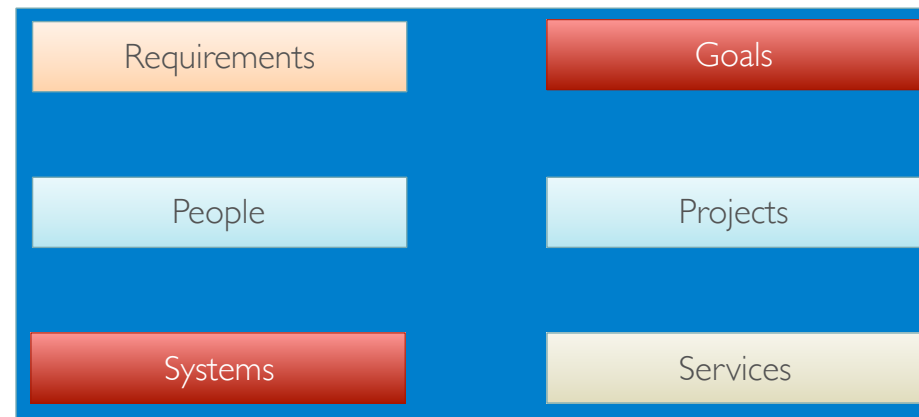 Requirements
Goals
People
Projects
Systems
Services